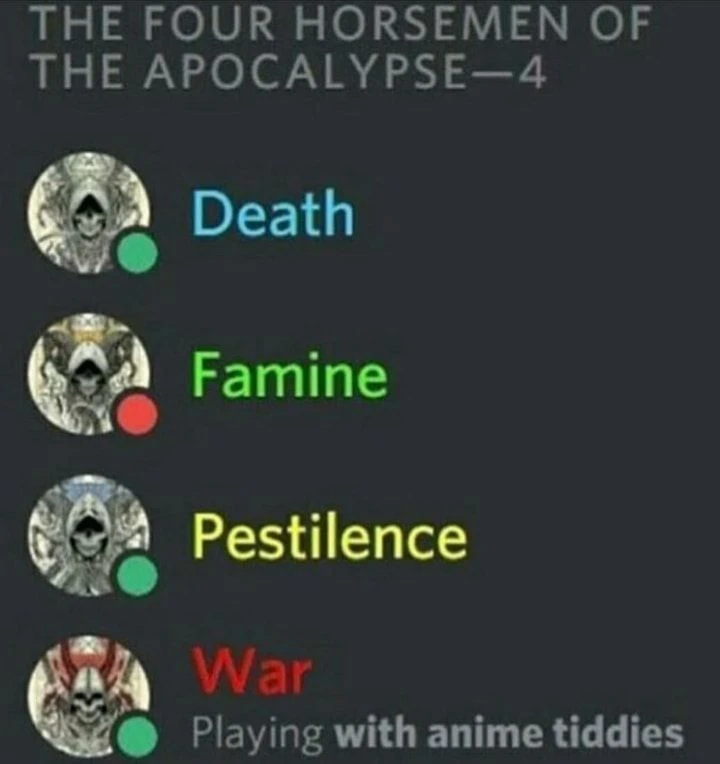 THE FOUR HORSEMEN OF
THE APOCALYPSE—4
Death
Famine
Pestilence
War
Playing with anime tiddies